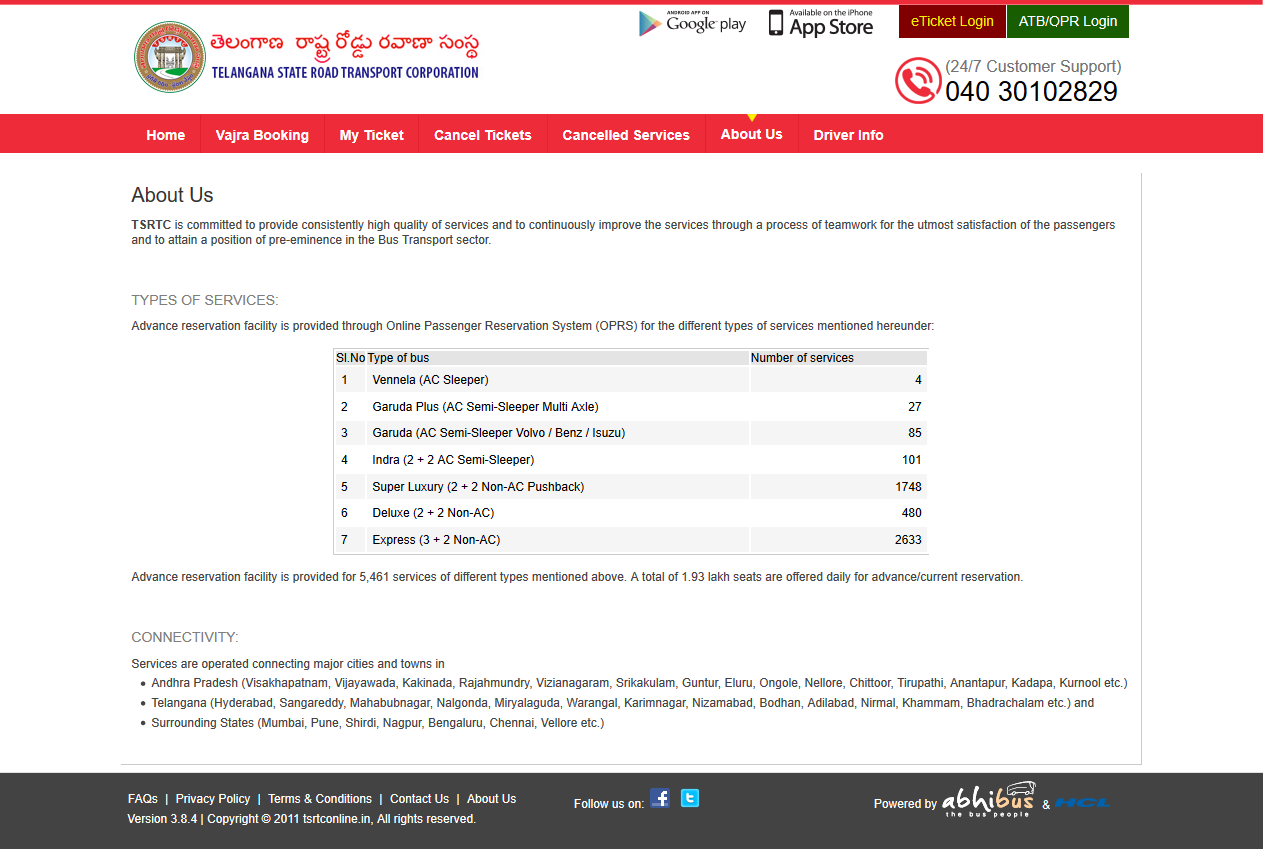 తెలంగాణ రాష్ట్ర రోడ్డు రవాణా సంస్థ
TELANGANA STATE ROAD TRANSPORT CORPORATION
ANDROID APP ON
Google play
Available on the iPhone
App Store
eTicket Login
ATB/OPR Login
(24/7 Customer Support)
040 30102829
Home
Vajra Booking
My Ticket
Cancel Tickets
Cancelled Services
About Us
Driver Info
About Us
TSRTC is committed to provide consistently high quality of services and to continuously improve the services through a process of teamwork for the utmost satisfaction of the passengers
and to attain a position of pre-eminence in the Bus Transport sector.
TYPES OF SERVICES:
Advance reservation facility is provided through Online Passenger Reservation System (OPRS) for the different types of services mentioned hereunder:
Sl.No Type of bus Number of services
1 Vennela (AC Sleeper) 4
2 Garuda Plus (AC Semi-Sleeper Multi Axle) 27
3 Garuda (AC Semi-Sleeper Volvo / Benz / Isuzu) 85
4 Indra (2 + 2 AC Semi-Sleeper) 101
5 Super Luxury (2 + 2 Non-AC Pushback) 1748
6 Deluxe (2 + 2 Non-AC) 480
7 Express (3 + 2 Non-AC) 2633
Advance reservation facility is provided for 5,461 services of different types mentioned above. A total of 1.93 lakh seats are offered daily for advance/current reservation.
CONNECTIVITY:
Services are operated connecting major cities and towns in
• Andhra Pradesh (Visakhapatnam, Vijayawada, Kakinada, Rajahmundry, Vizianagaram, Srikakulam, Guntur, Eluru, Ongole, Nellore, Chittoor, Tirupathi, Anantapur, Kadapa, Kurnool etc.)
• Telangana (Hyderabad, Sangareddy, Mahabubnagar, Nalgonda, Miryalaguda, Warangal, Karimnagar, Nizamabad, Bodhan, Adilabad, Nirmal, Khammam, Bhadrachalam etc.) and
• Surrounding States (Mumbai, Pune, Shirdi, Nagpur, Bengaluru, Chennai, Vellore etc.)
FAQs | Privacy Policy | Terms & Conditions | Contact Us | About Us
Version 3.8.4 | Copyright © 2011 tsrtconline.in, All rights reserved.
Follow us on:
Powered by abhibus & HCL
the bus people